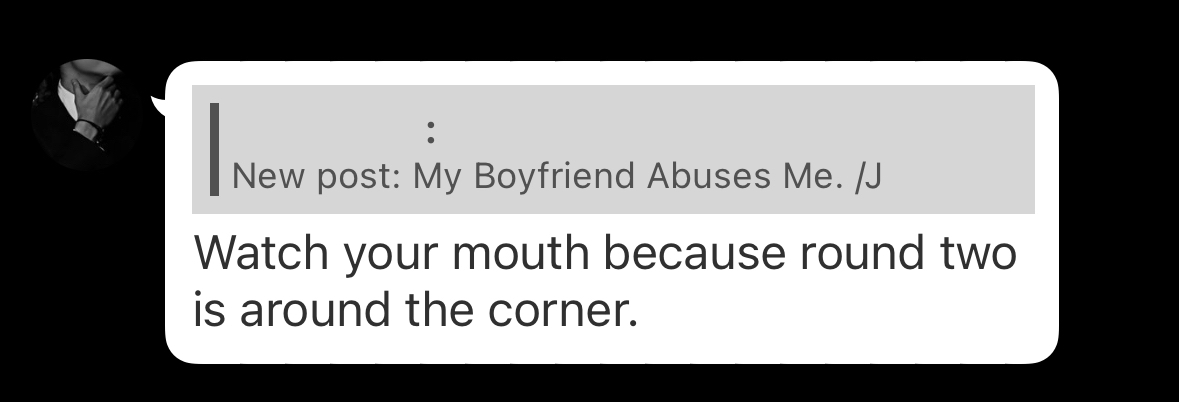 :
New post: My Boyfriend Abuses Me. /J
Watch your mouth because round two
is around the corner.